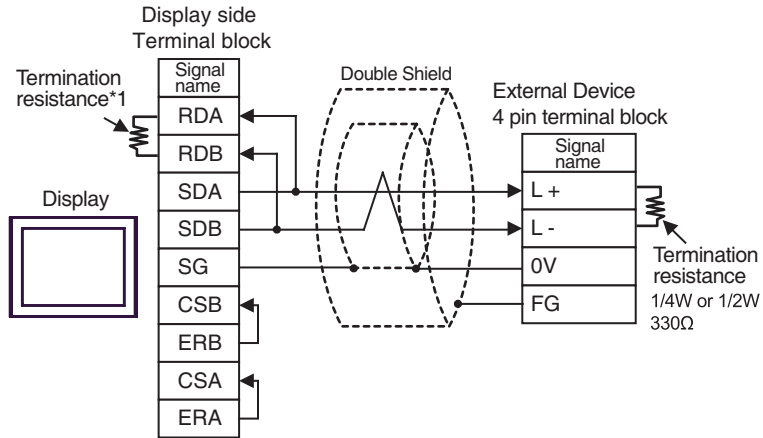 Display side
Terminal block
Signal
name
RDA
RDB
SDA
SDB
SG
CSB
ERB
CSA
ERA
Termination
resistance*1
Display
Double Shield
External Device
4 pin terminal block
Signal
name
L +
L -
0V
FG
Termination
resistance
1/4W or 1/2W
330Ω